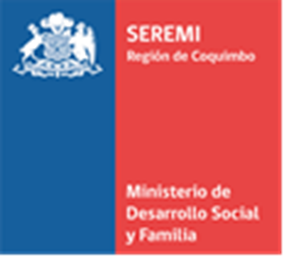 SEREMI
Región de Coquimbo
Ministerio de
Desarrollo Social
y Familia